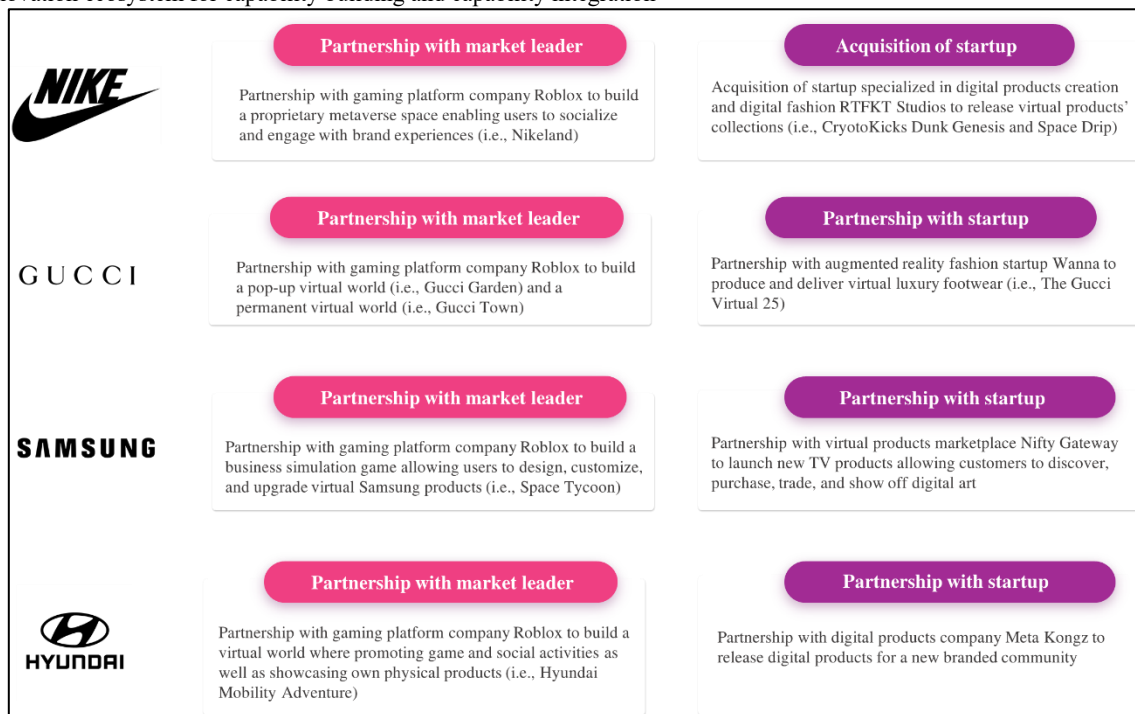 ecosystem for capability building and capability integration
NIKE
Partnership with market leader
Partnership with gaming platform company Roblox to build
a proprietary metaverse space enabling users to socialize
and engage with brand experiences (i.e., Nikeland)
Acquisition of startup
Acquisition of startup specialized in digital products creation
and digital fashion RTFKT Studios to release virtual products’
collections (i.e., CryotoKicks Dunk Genesis and Space Drip)
GUCCI
Partnership with market leader
Partnership with gaming platform company Roblox to build
a pop-up virtual world (i.e., Gucci Garden) and a
permanent virtual world (i.e., Gucci Town)
Partnership with startup
Partnership with augmented reality fashion startup Wanna to
produce and deliver virtual luxury footwear (i.e., The Gucci
Virtual 25)
SAMSUNG
Partnership with market leader
Partnership with gaming platform company Roblox to build a
business simulation game allowing users to design, customize,
and upgrade virtual Samsung products (i.e., Space Tycoon)
Partnership with startup
Partnership with virtual products marketplace Nifty Gateway
to launch new TV products allowing customers to discover,
purchase, trade, and show off digital art
HYUNDAI
Partnership with market leader
Partnership with gaming platform company Roblox to build a
virtual world where promoting game and social activities as
well as showcasing own physical products (i.e., Hyundai
Mobility Adventure)
Partnership with startup
Partnership with digital products company Meta Kongz to
release digital products for a new branded community